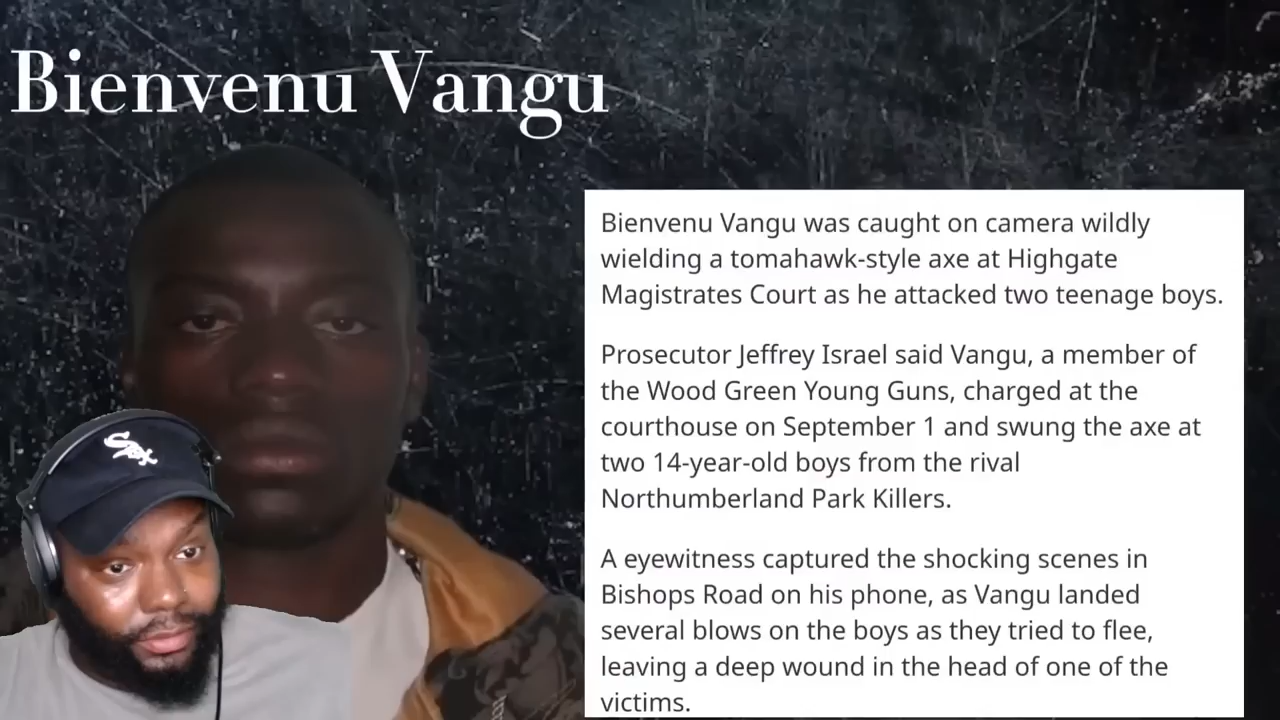 Bienvenu Vangu
Bienvenu Vangu was caught on camera wildly
wielding a tomahawk-style axe at Highgate
Magistrates Court as he attacked two teenage boys.
Prosecutor Jeffrey Israel said Vangu, a member of
the Wood Green Young Guns, charged at the
courthouse on September 1 and swung the axe at
two 14-year-old boys from the rival
Northumberland Park Killers.
A eyewitness captured the shocking scenes in
Bishops Road on his phone, as Vangu landed
several blows on the boys as they tried to flee,
leaving a deep wound in the head of one of the
victims.
Sox